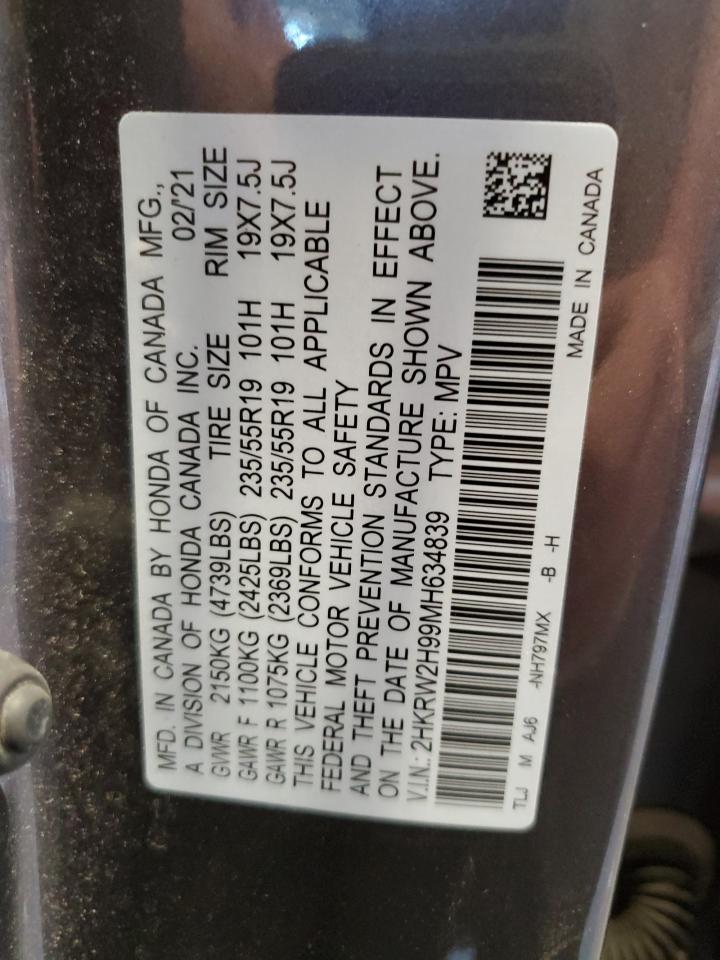 MFD. IN CANADA BY HONDA OF CANADA MFG.,
A DIVISION OF HONDA CANADA INC. 02/'21
GVWR 2150KG (4739LBS) TIRE SIZE RIM SIZE
GAWR F 1100KG (2425LBS) 235/55R19 101H 19X7.5J
GAWR R 1075KG (2369LBS) 235/55R19 101H 19X7.5J
THIS VEHICLE CONFORMS TO ALL APPLICABLE
FEDERAL MOTOR VEHICLE SAFETY
AND THEFT PREVENTION STANDARDS IN EFFECT
ON THE DATE OF MANUFACTURE SHOWN ABOVE.
V.I.N.: 2HKRW2H99MH634839 TYPE: MPV
TLJ M AJ6 -NH797MX -B -H
MADE IN CANADA